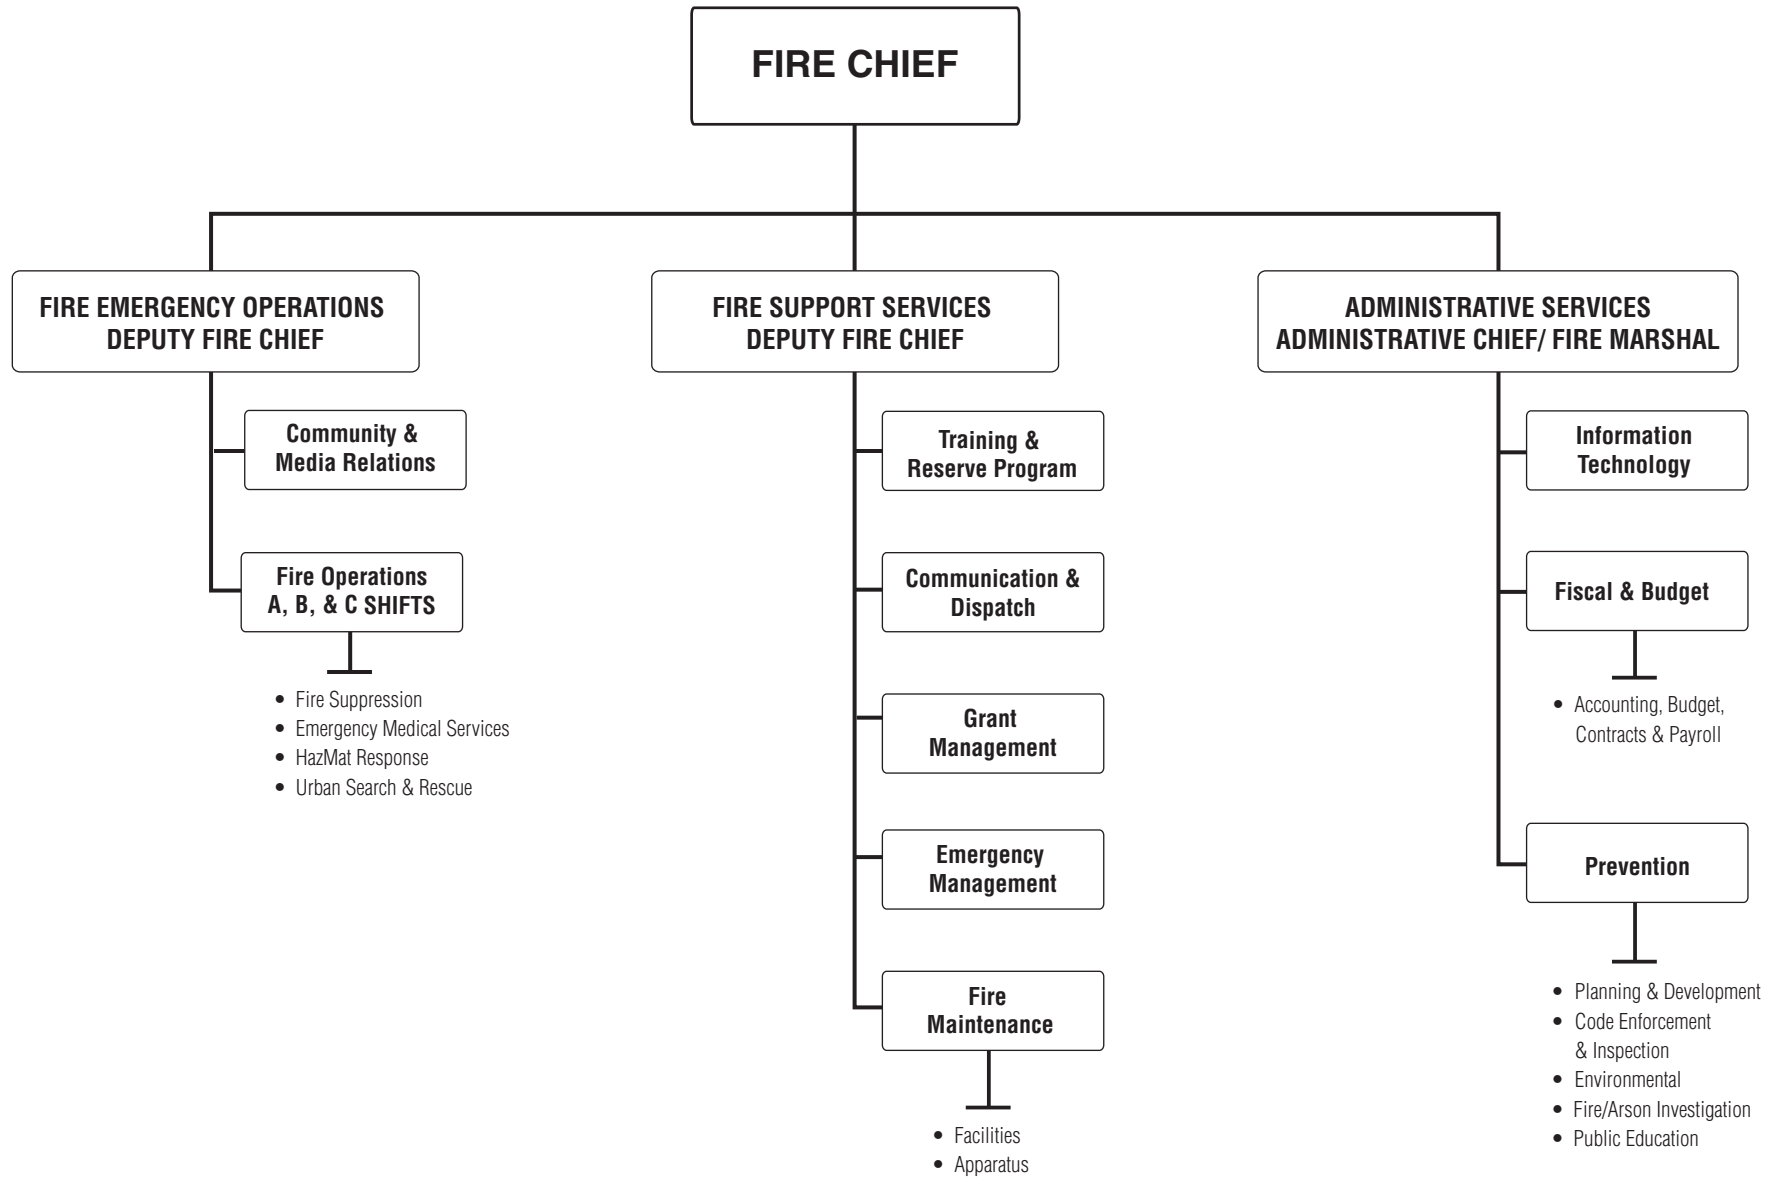 FIRE CHIEF
FIRE EMERGENCY OPERATIONS
DEPUTY FIRE CHIEF
Community &
Media Relations
Fire Operations
A, B, & C SHIFTS
• Fire Suppression
• Emergency Medical Services
• HazMat Response
• Urban Search & Rescue
FIRE SUPPORT SERVICES
DEPUTY FIRE CHIEF
Training &
Reserve Program
Communication &
Dispatch
Grant
Management
Emergency
Management
Fire
Maintenance
• Facilities
• Apparatus
ADMINISTRATIVE SERVICES
ADMINISTRATIVE CHIEF/ FIRE MARSHAL
Information
Technology
Fiscal & Budget
• Accounting, Budget,
Contracts & Payroll
Prevention
• Planning & Development
• Code Enforcement
& Inspection
• Environmental
• Fire/Arson Investigation
• Public Education